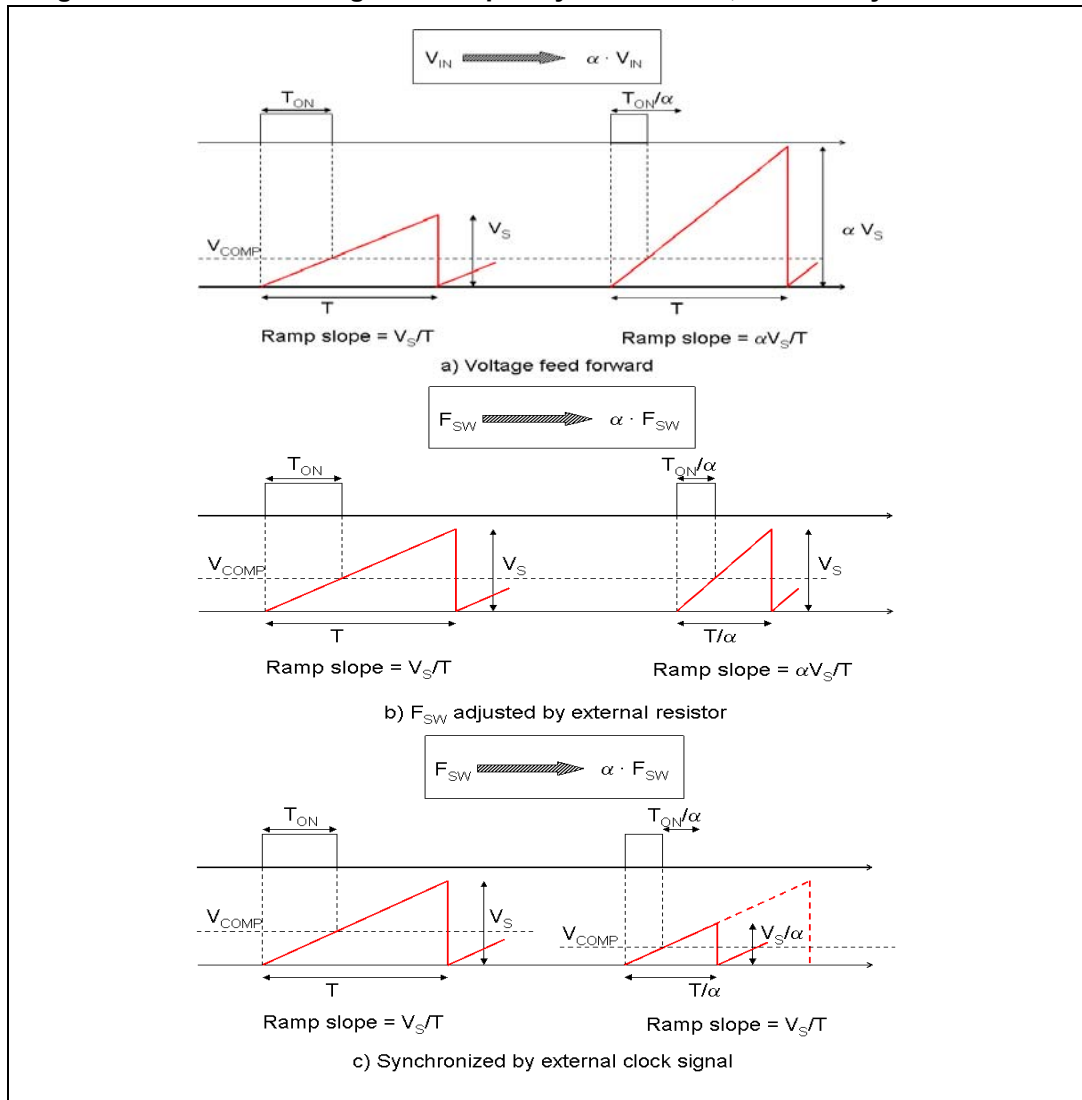 V_IN α · V_IN
T_ON T_ON/α
V_COMP V_S α V_S
T T
Ramp slope = V_S/T Ramp slope = αV_S/T
a) Voltage feed forward
F_SW α · F_SW
T_ON T_ON/α
V_COMP V_S V_S
T T/α
Ramp slope = V_S/T Ramp slope = αV_S/T
b) F_SW adjusted by external resistor
F_SW α · F_SW
T_ON T_ON/α
V_COMP V_S V_COMP V_S/α
T T/α
Ramp slope = V_S/T Ramp slope = V_S/T
c) Synchronized by external clock signal